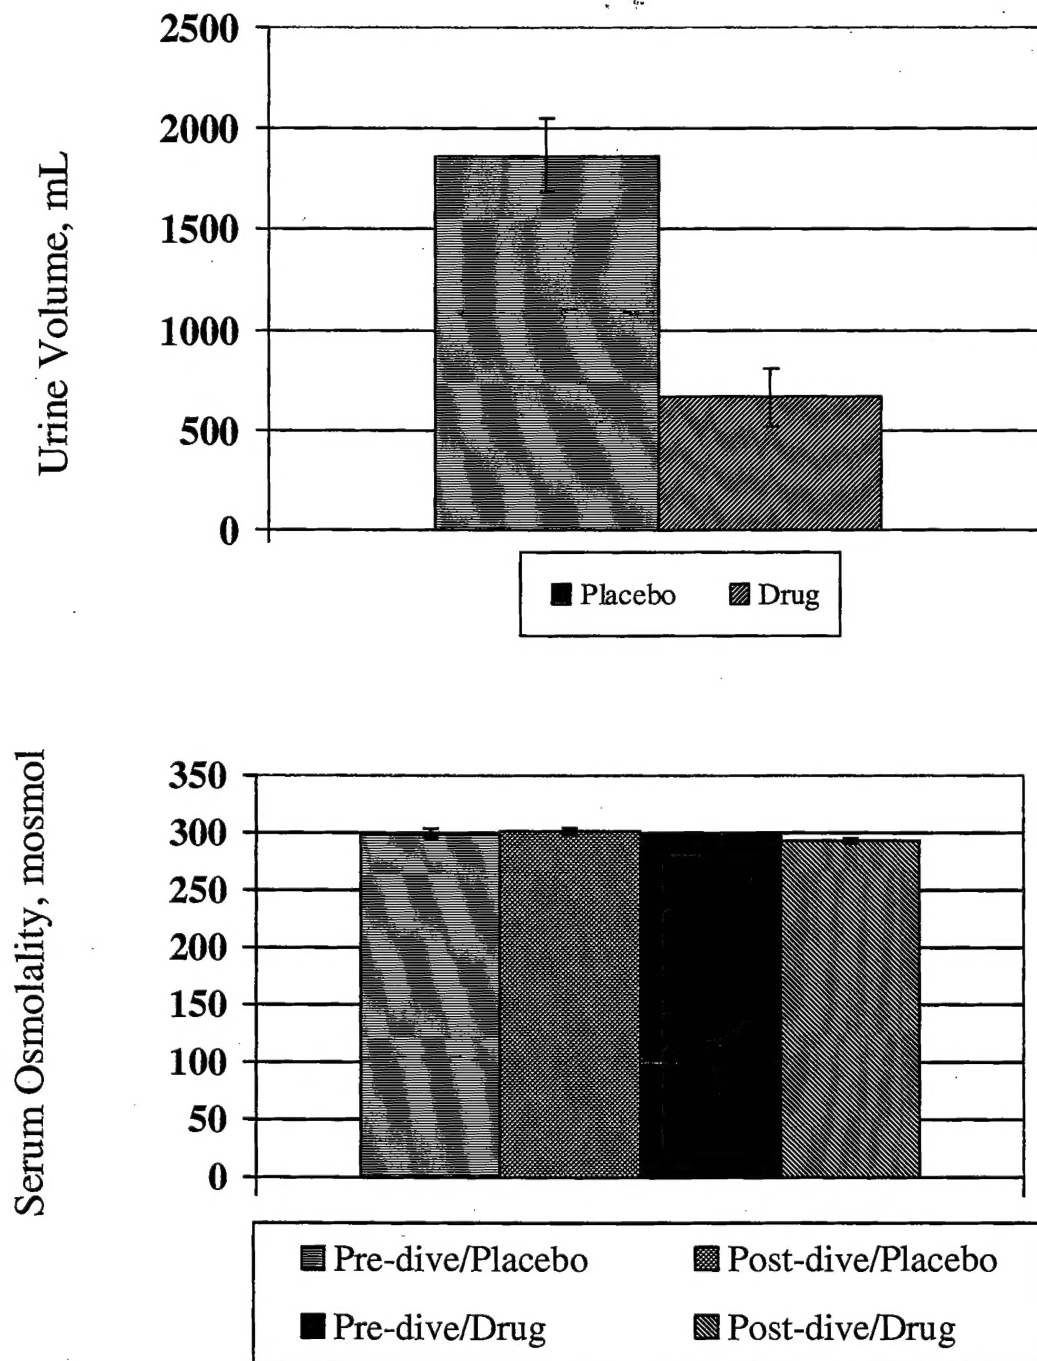 Urine Volume, mL
2500
2000
1500
1000
500
0
Placebo Drug
Serum Osmolality, mosmol
350
300
250
200
150
100
50
0
Pre-dive/Placebo Post-dive/Placebo
Pre-dive/Drug Post-dive/Drug